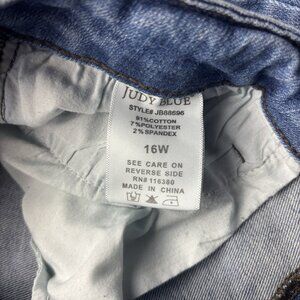 JUDY BLUE
STYLE# JB88696
91%COTTON
7%POLYESTER
2%SPANDEX
16W
SEE CARE ON
REVERSE SIDE
RN# 116380
MADE IN CHINA